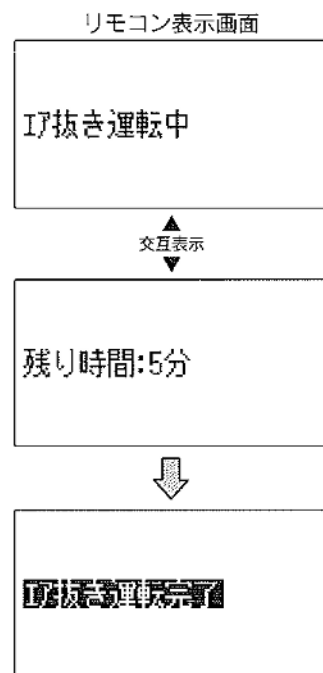 リモコン表示画面
エア抜き運転中
交互表示
残り時間:5分
エア抜き運転完了